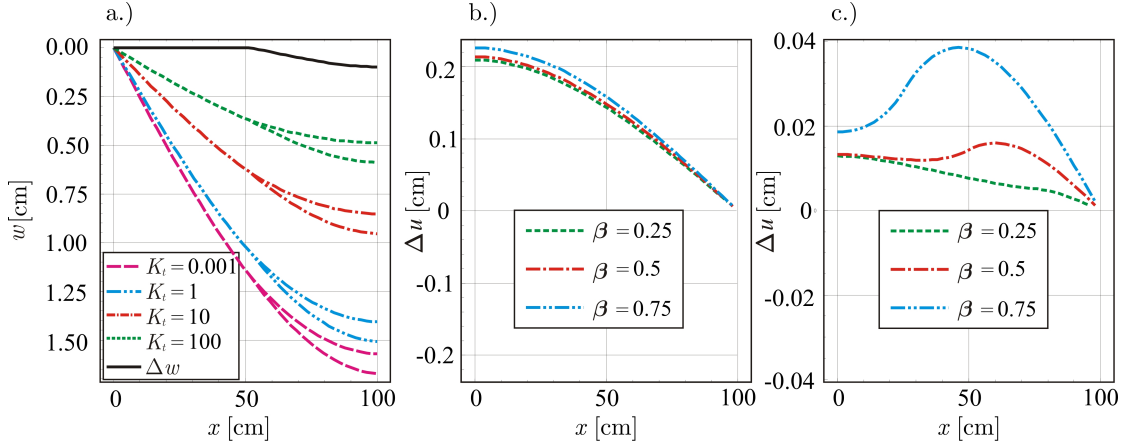 a.)
0.00
0.25
0.50
0.75
1.00
1.25
1.50
w[cm]
K_t = 0.001
K_t = 1
K_t = 10
K_t = 100
Δw
0 50 100
x [cm]
b.)
0.2
0.1
0
-0.1
-0.2
Δu [cm]
β = 0.25
β = 0.5
β = 0.75
0 50 100
x [cm]
c.)
0.04
0.02
0
-0.02
-0.04
Δu [cm]
β = 0.25
β = 0.5
β = 0.75
0 50 100
x [cm]